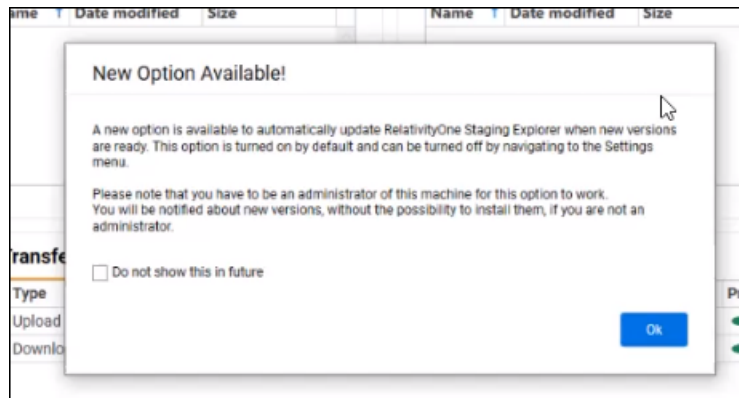 Name Date modified Size Name Date modified Size
New Option Available!
A new option is available to automatically update RelativityOne Staging Explorer when new versions
are ready. This option is turned on by default and can be turned off by navigating to the Settings
menu.
Please note that you have to be an administrator of this machine for this option to work.
You will be notified about new versions, without the possibility to install them, if you are not an
administrator.
Transfe
Do not show this in future
Type
Upload
Ok
Downlo